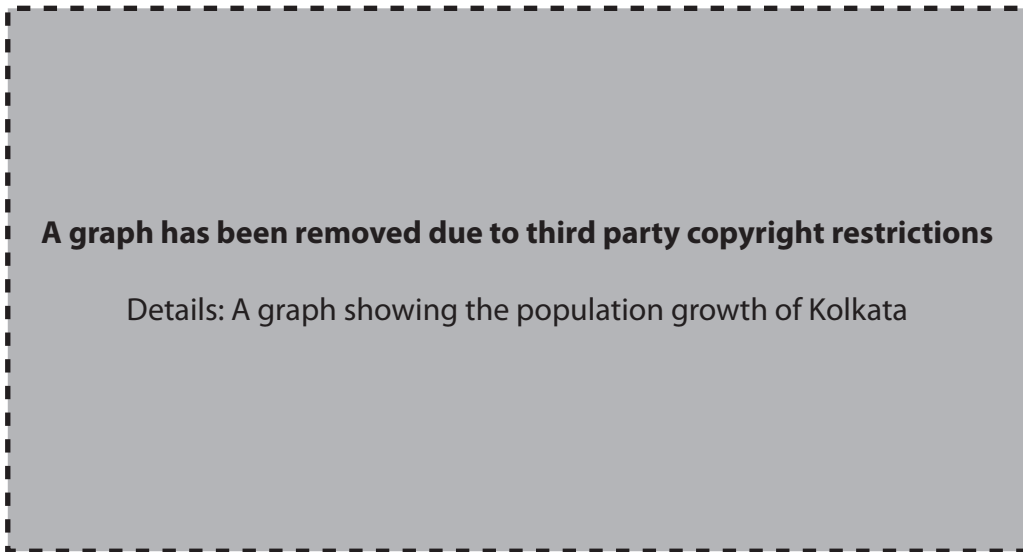 A graph has been removed due to third party copyright restrictions
Details: A graph showing the population growth of Kolkata